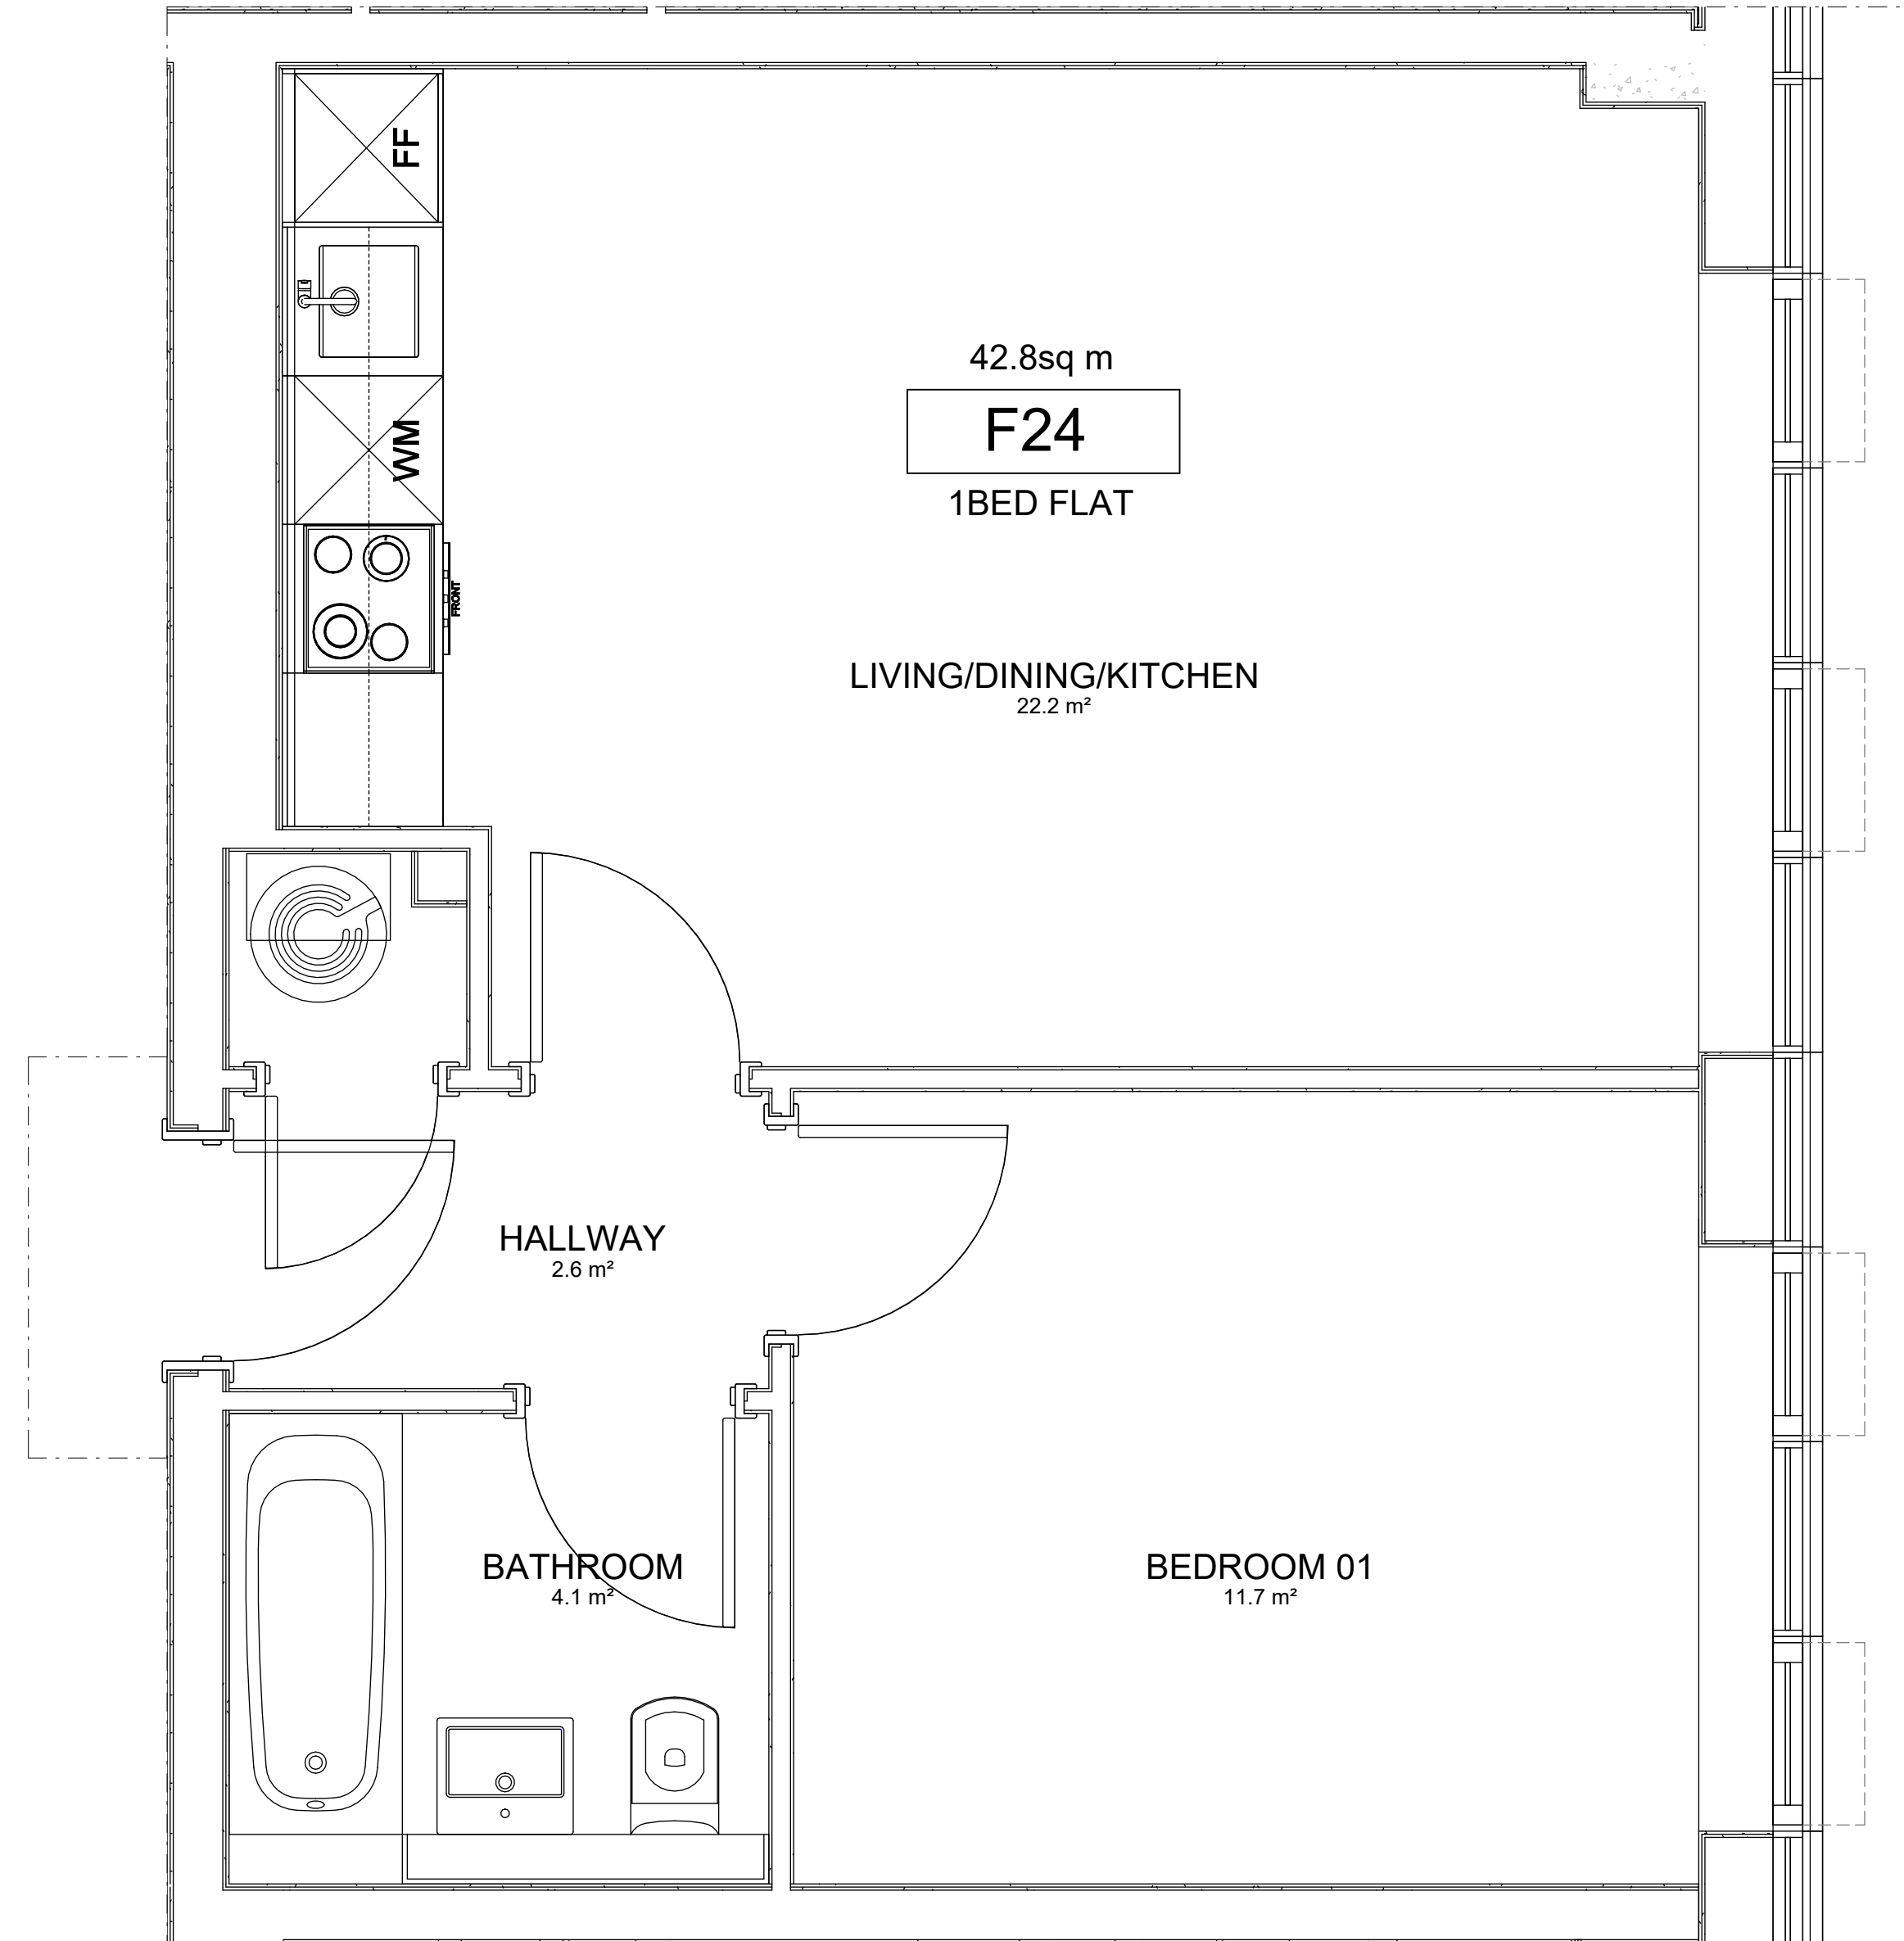 FF
42.8sq m
F24
WM
1BED FLAT
FRONT
LIVING/DINING/KITCHEN
22.2 m²
HALLWAY
2.6 m²
BATHROOM
4.1 m²
BEDROOM 01
11.7 m²